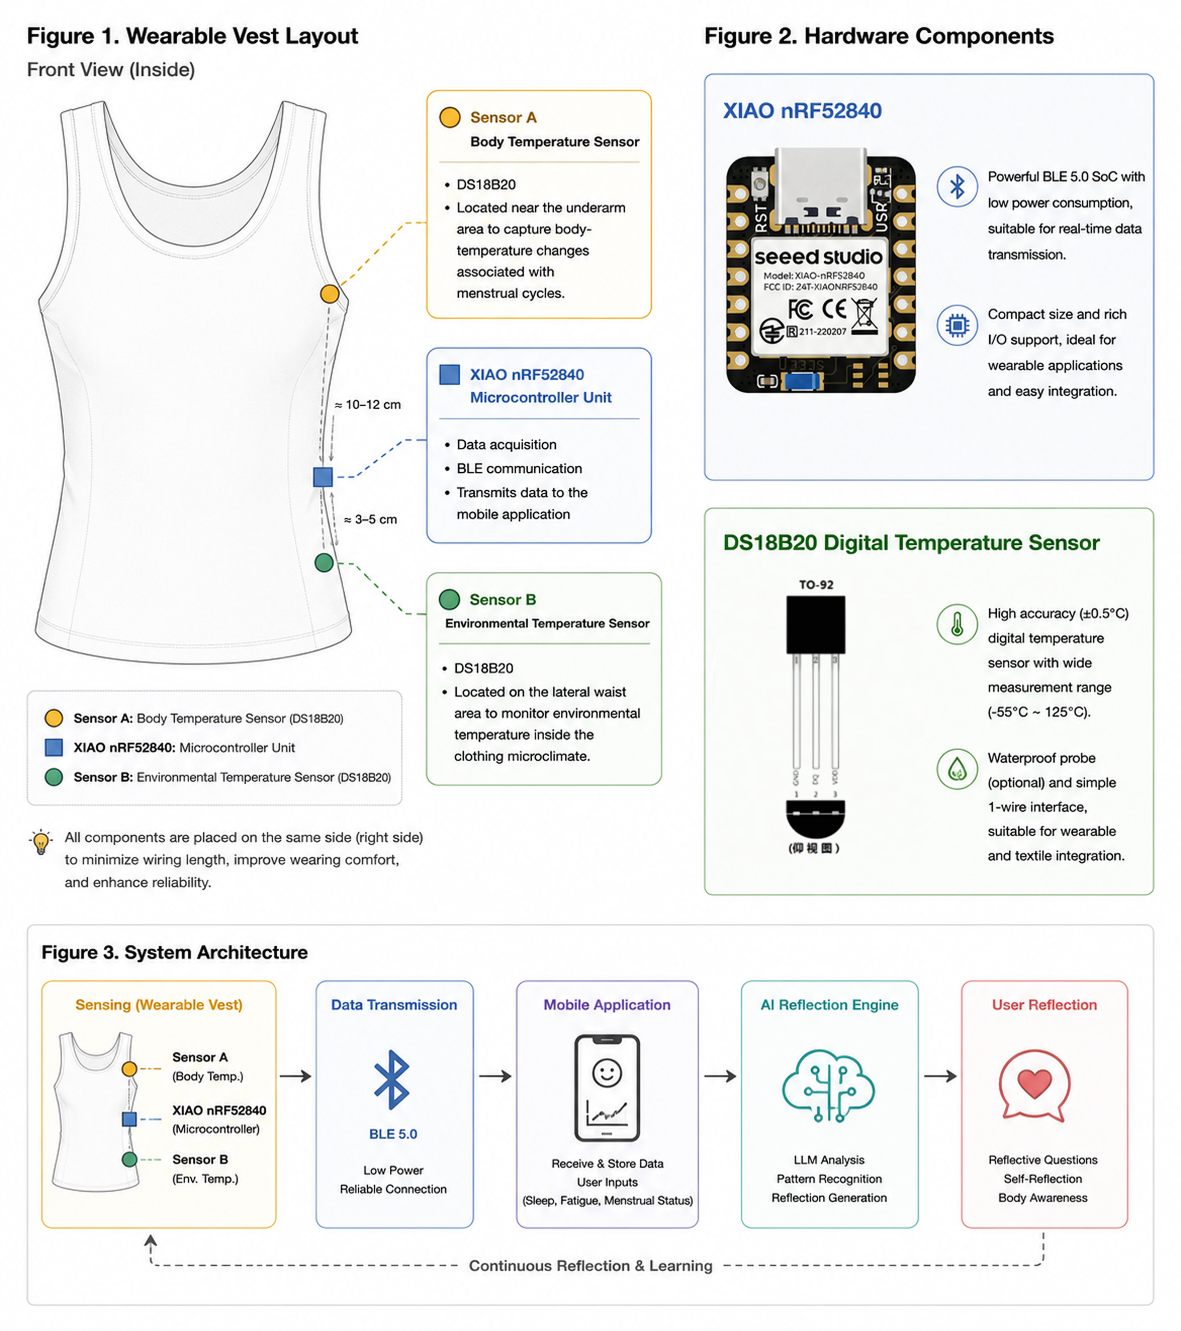 Figure 1. Wearable Vest Layout
Front View (Inside)
Sensor A
Body Temperature Sensor
• DS18B20
• Located near the underarm
area to capture body-
temperature changes
associated with
menstrual cycles.
≈ 10–12 cm
XIAO nRF52840
Microcontroller Unit
• Data acquisition
• BLE communication
• Transmits data to the
mobile application
≈ 3–5 cm
Sensor B
Environmental Temperature Sensor
• DS18B20
• Located on the lateral waist
area to monitor environmental
temperature inside the
clothing microclimate.
Sensor A: Body Temperature Sensor (DS18B20)
XIAO nRF52840: Microcontroller Unit
Sensor B: Environmental Temperature Sensor (DS18B20)
All components are placed on the same side (right side)
to minimize wiring length, improve wearing comfort,
and enhance reliability.
Figure 2. Hardware Components
XIAO nRF52840
RST
USR
seeed studio
Model: XIAO-nRF52840
FCC ID: 24T-XIAONRF52840
FC CE
R 211-220207
Powerful BLE 5.0 SoC with
low power consumption,
suitable for real-time data
transmission.
Compact size and rich
I/O support, ideal for
wearable applications
and easy integration.
DS18B20 Digital Temperature Sensor
TO-92
1 2 3
GND DQ VDD
1 2 3
(仰视图)
High accuracy (±0.5°C)
digital temperature
sensor with wide
measurement range
(-55°C ~ 125°C).
Waterproof probe
(optional) and simple
1-wire interface,
suitable for wearable
and textile integration.
Figure 3. System Architecture
Sensing (Wearable Vest)
Sensor A
(Body Temp.)
XIAO nRF52840
(Microcontroller)
Sensor B
(Env. Temp.)
Data Transmission
BLE 5.0
Low Power
Reliable Connection
Mobile Application
Receive & Store Data
User Inputs
(Sleep, Fatigue, Menstrual Status)
AI Reflection Engine
LLM Analysis
Pattern Recognition
Reflection Generation
User Reflection
Reflective Questions
Self-Reflection
Body Awareness
Continuous Reflection & Learning